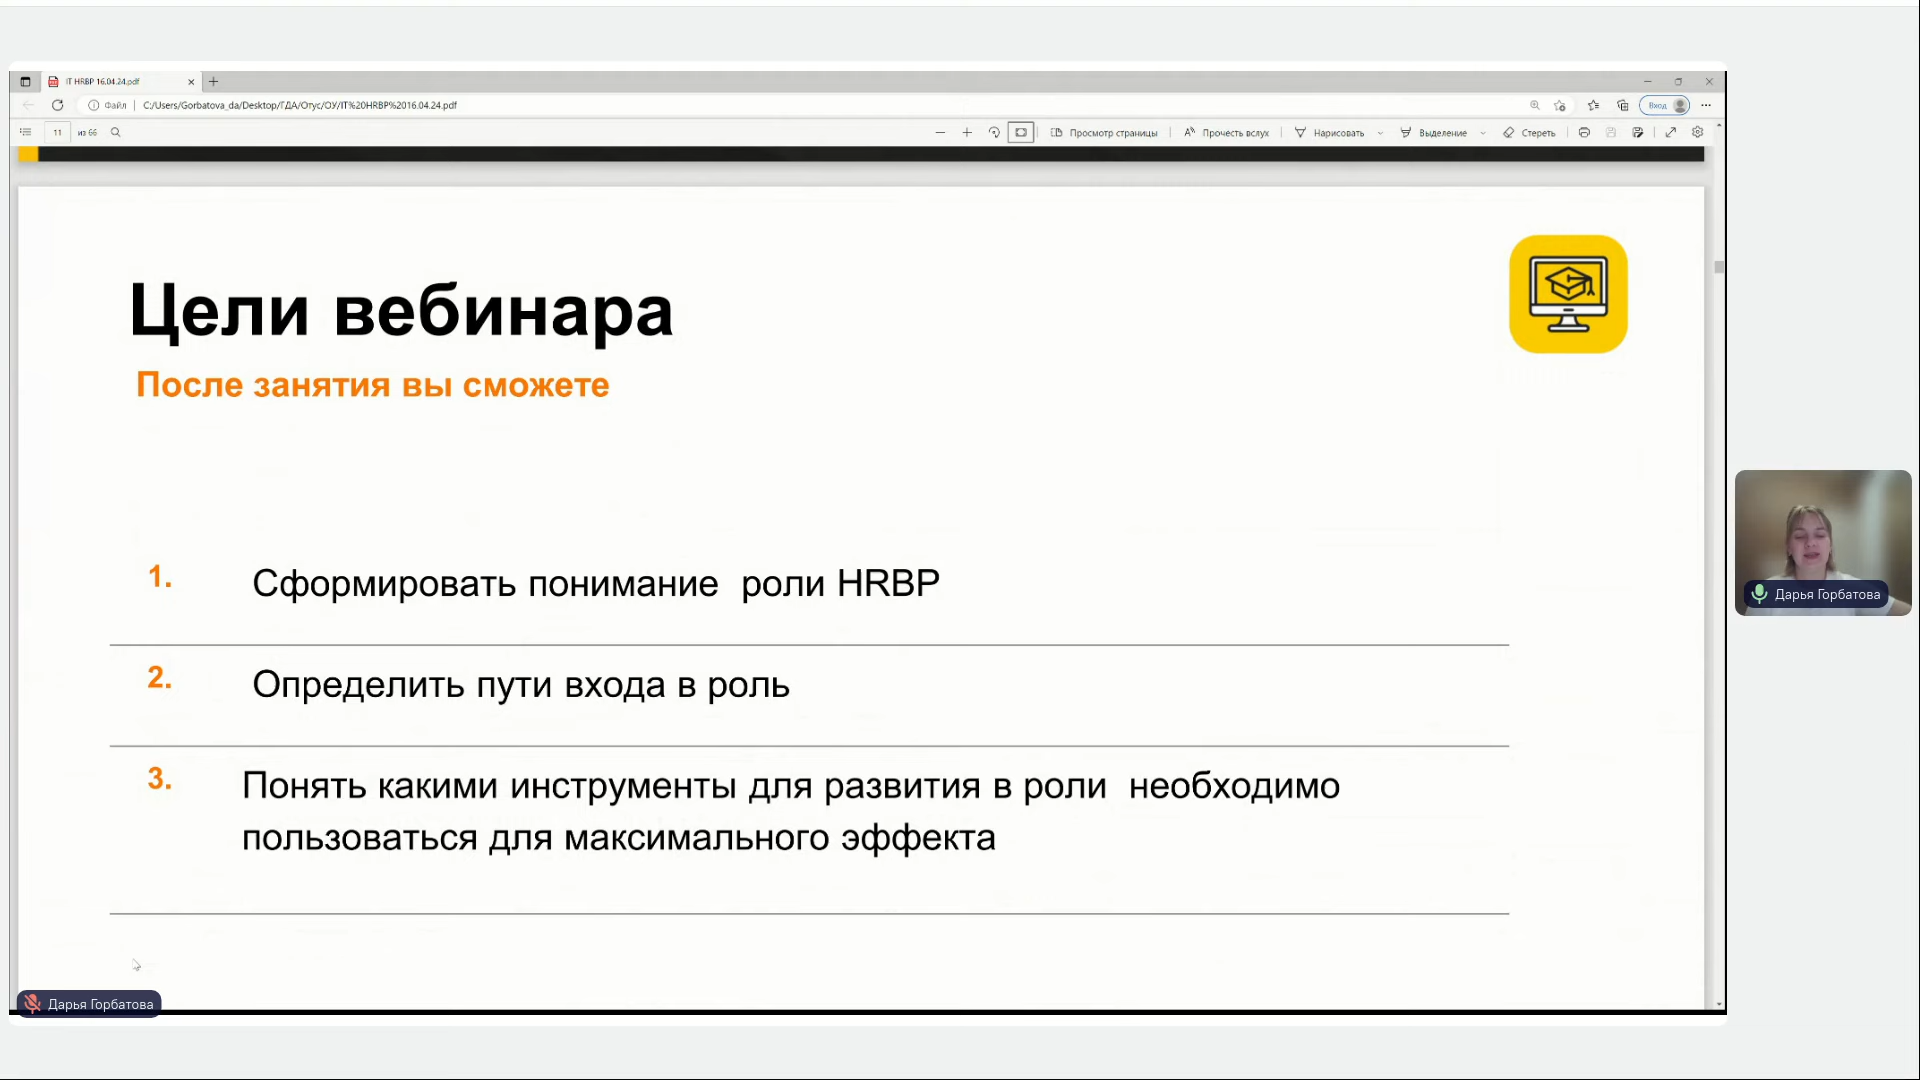 IT HRBP 16.04.24.pdf
Файл | C:/Users/Gorbatova_da/Desktop/ГДА/Отус/ОУ/IT%20HRBP%2016.04.24.pdf
Вход
11 из 66
Просмотр страницы
Прочесть вслух
Нарисовать
Выделение
Стереть
Цели вебинара
После занятия вы сможете
1. Сформировать понимание роли HRBP
2. Определить пути входа в роль
3. Понять какими инструменты для развития в роли необходимо
пользоваться для максимального эффекта
Дарья Горбатова
Дарья Горбатова